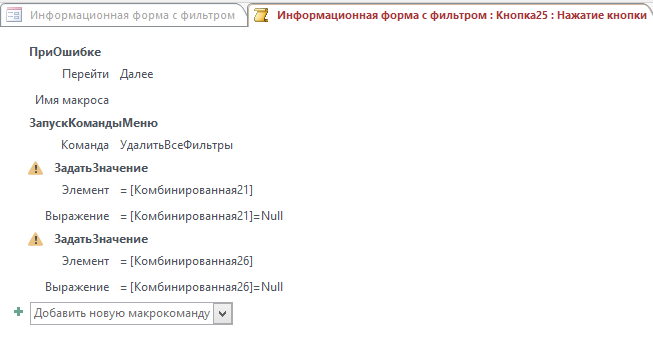 Информационная форма с фильтром
Информационная форма с фильтром : Кнопка25 : Нажатие кнопки
ПриОшибке
Перейти Далее
Имя макроса
ЗапускКомандыМеню
Команда УдалитьВсеФильтры
ЗадатьЗначение
Элемент = [Комбинированная21]
Выражение = [Комбинированная21]=Null
ЗадатьЗначение
Элемент = [Комбинированная26]
Выражение = [Комбинированная26]=Null
Добавить новую макрокоманду